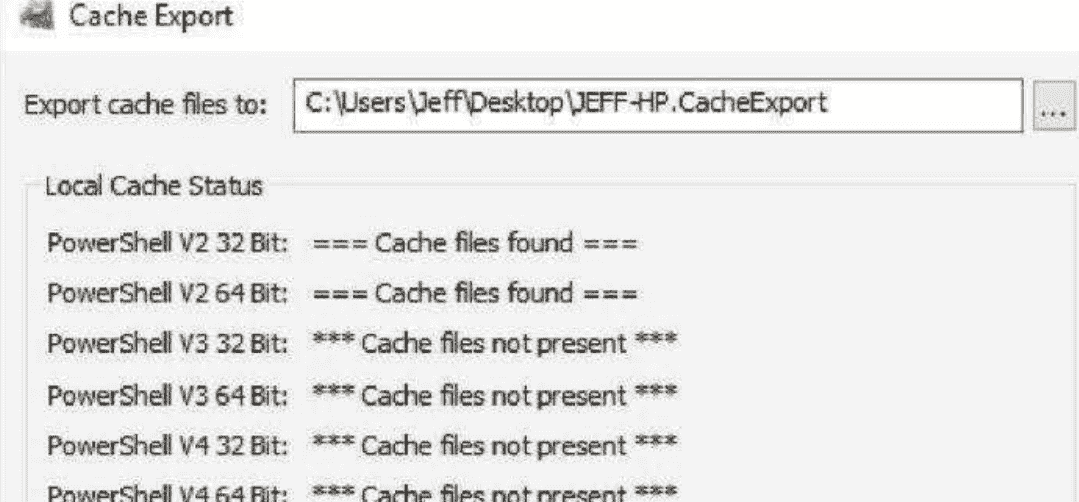 Cache Export
Export cache files to: C:\Users\Jeff\Desktop\JEFF-HP.CacheExport ...
Local Cache Status
PowerShell V2 32 Bit: === Cache files found ===
PowerShell V2 64 Bit: === Cache files found ===
PowerShell V3 32 Bit: *** Cache files not present ***
PowerShell V3 64 Bit: *** Cache files not present ***
PowerShell V4 32 Bit: *** Cache files not present ***
PowerShell V4 64 Bit: *** Cache files not present ***